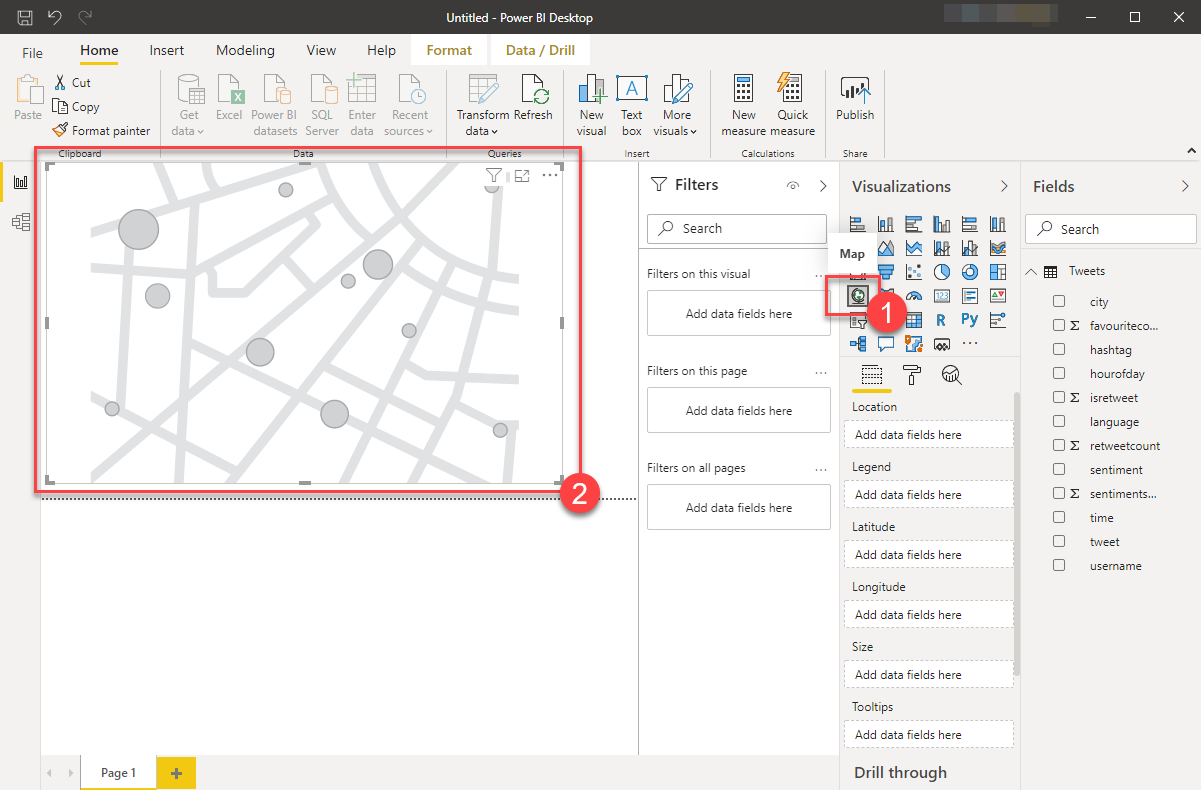 Untitled - Power BI Desktop
File Home Insert Modeling View Help Format Data / Drill
Paste
Cut
Copy
Format painter
Get data
Excel
Power BI datasets
SQL Server
Enter data
Recent sources
Transform data
Refresh
New visual
Text box
More visuals
New measure
Quick measure
Publish
Clipboard Data Queries Insert Calculations Share
Filters
Search
Filters on this visual
Add data fields here
Filters on this page
Add data fields here
Filters on all pages
Add data fields here
Visualizations
Map
123
R
Py
1
2
Location
Add data fields here
Legend
Add data fields here
Latitude
Add data fields here
Longitude
Add data fields here
Size
Add data fields here
Tooltips
Add data fields here
Drill through
Fields
Search
Tweets
city
Σ favouriteco...
hashtag
hourofday
Σ isretweet
language
Σ retweetcount
sentiment
Σ sentiments...
time
tweet
username
Page 1